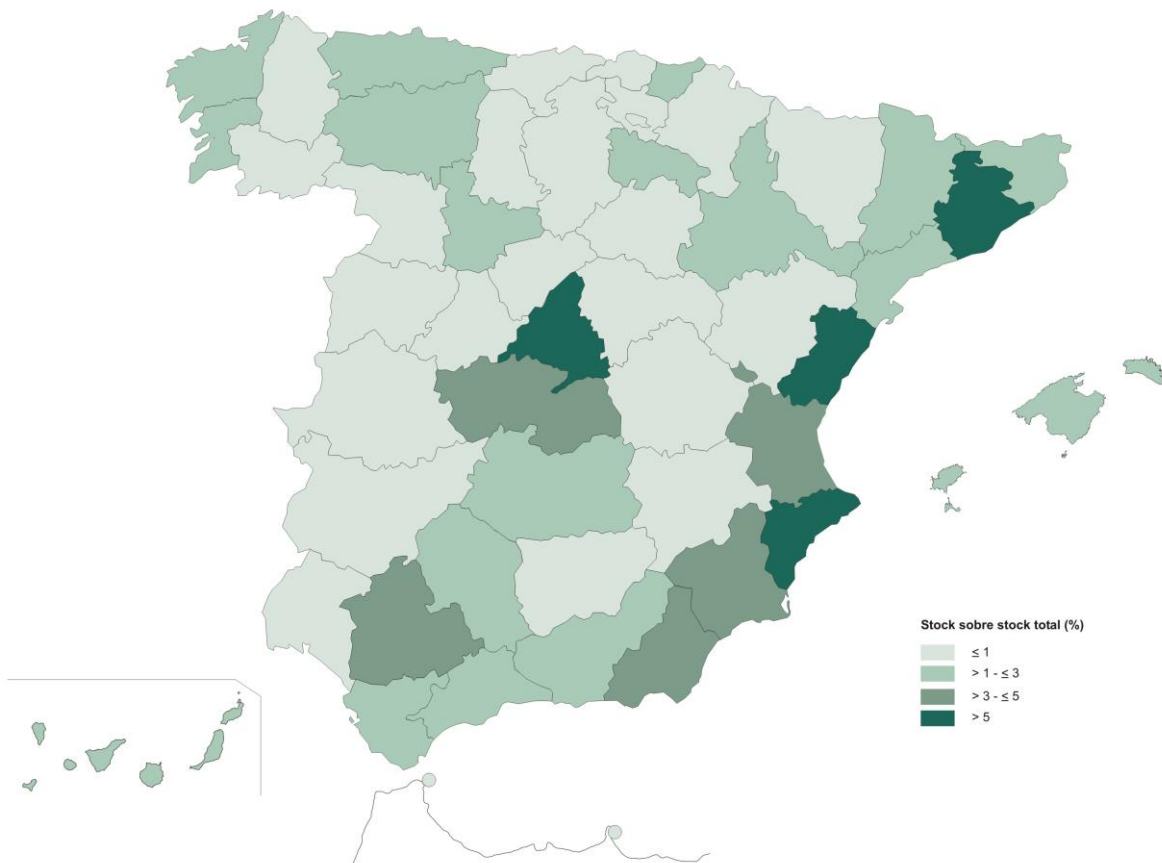 Stock sobre stock total (%)
≤ 1
> 1 - ≤ 3
> 3 - ≤ 5
> 5